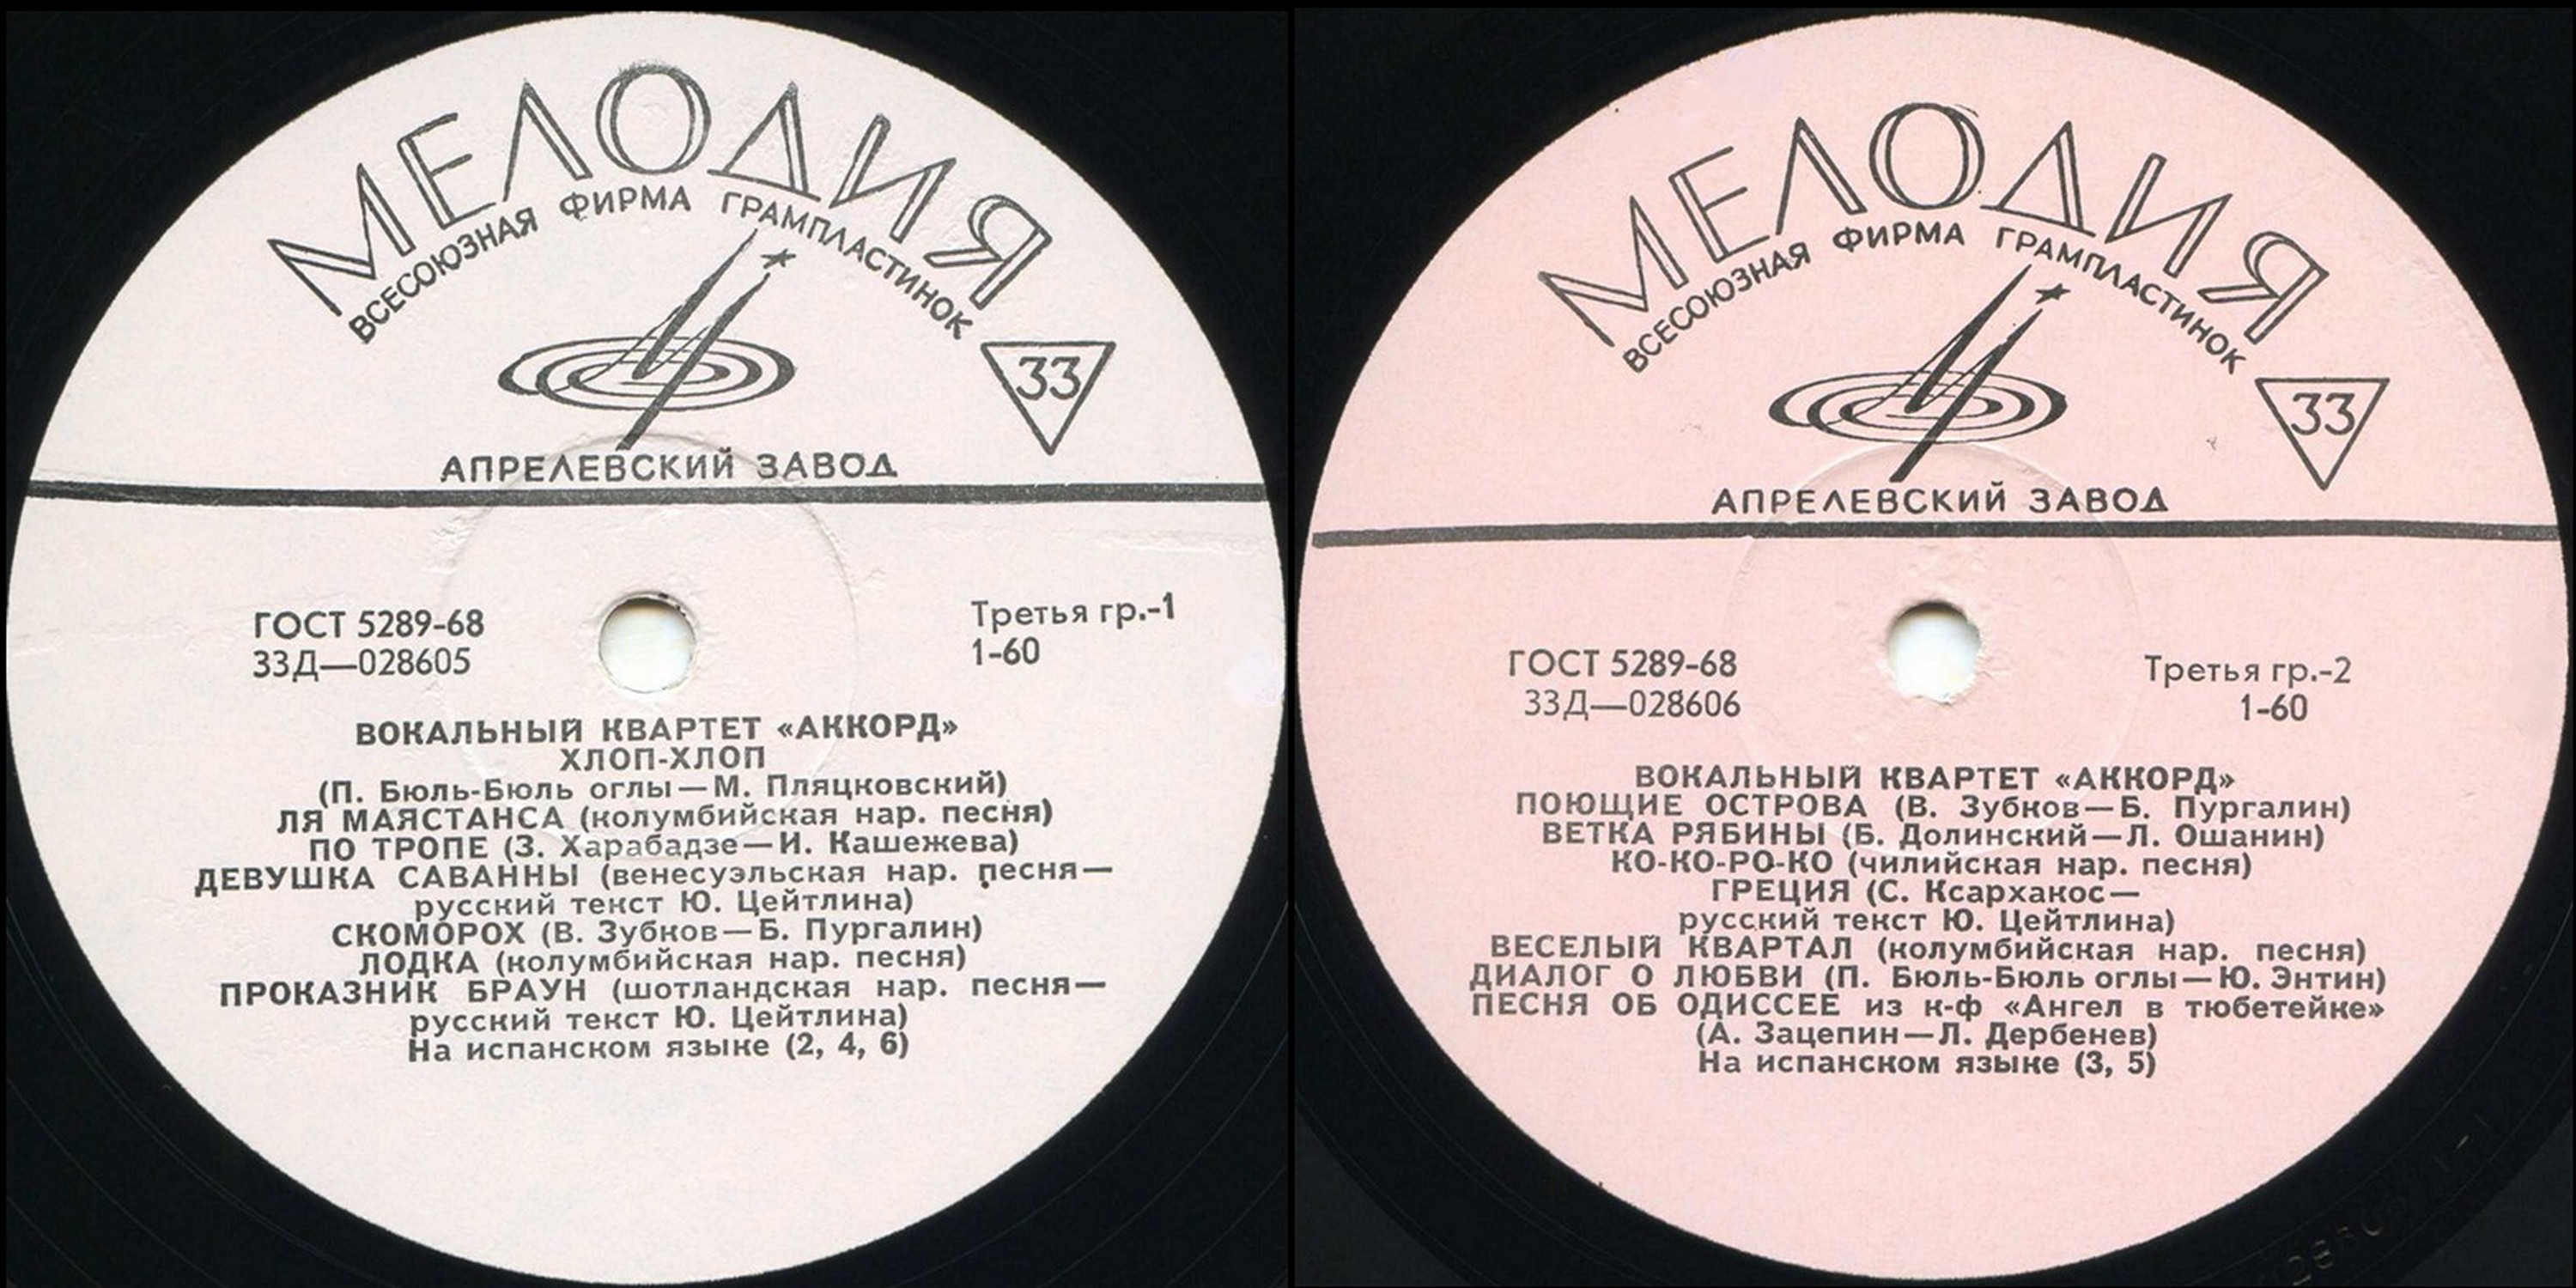 МЕЛОДИЯ
ВСЕСОЮЗНАЯ ФИРМА ГРАМПЛАСТИНОК
33
АПРЕЛЕВСКИЙ ЗАВОД
ГОСТ 5289-68
33Д—028605
Третья гр.-1
1-60
ВОКАЛЬНЫЙ КВАРТЕТ «АККОРД»
ХЛОП-ХЛОП
(П. Бюль-Бюль оглы—М. Пляцковский)
ЛЯ МАЯСТАНСА (колумбийская нар. песня)
ПО ТРОПЕ (З. Харабадзе—И. Кашежева)
ДЕВУШКА САВАННЫ (венесуэльская нар. песня—
русский текст Ю. Цейтлина)
СКОМОРОХ (В. Зубков—Б. Пургалин)
ЛОДКА (колумбийская нар. песня)
ПРОКАЗНИК БРАУН (шотландская нар. песня—
русский текст Ю. Цейтлина)
На испанском языке (2, 4, 6)
МЕЛОДИЯ
ВСЕСОЮЗНАЯ ФИРМА ГРАМПЛАСТИНОК
33
АПРЕЛЕВСКИЙ ЗАВОД
ГОСТ 5289-68
33Д—028606
Третья гр.-2
1-60
ВОКАЛЬНЫЙ КВАРТЕТ «АККОРД»
ПОЮЩИЕ ОСТРОВА (В. Зубков—Б. Пургалин)
ВЕТКА РЯБИНЫ (Б. Долинский—Л. Ошанин)
КО-КО-РО-КО (чилийская нар. песня)
ГРЕЦИЯ (С. Ксархакос—
русский текст Ю. Цейтлина)
ВЕСЕЛЫЙ КВАРТАЛ (колумбийская нар. песня)
ДИАЛОГ О ЛЮБВИ (П. Бюль-Бюль оглы—Ю. Энтин)
ПЕСНЯ ОБ ОДИССЕЕ из к-ф «Ангел в тюбетейке»
(А. Зацепин—Л. Дербенев)
На испанском языке (3, 5)